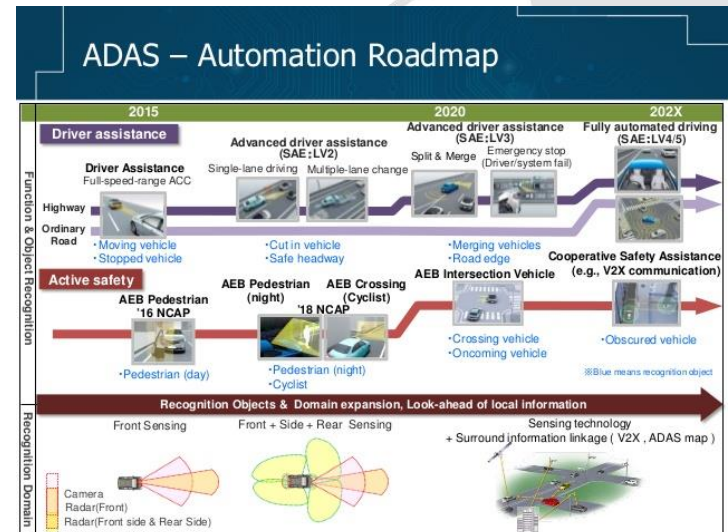 ADAS – Automation Roadmap
2015 2020 202X
Driver assistance
Driver Assistance
Full-speed-range ACC
Advanced driver assistance
(SAE:LV2)
Single-lane driving Multiple-lane change
Advanced driver assistance
(SAE:LV3)
Split & Merge
Emergency stop
(Driver/system fail)
Fully automated driving
(SAE:LV4/5)
Function & Object Recognition
Highway
Ordinary
Road
・Moving vehicle
・Stopped vehicle
・Cut in vehicle
・Safe headway
・Merging vehicles
・Road edge
Active safety
AEB Pedestrian
'16 NCAP
AEB Pedestrian
(night)
AEB Crossing
(Cyclist)
'18 NCAP
AEB Intersection Vehicle
Cooperative Safety Assistance
(e.g., V2X communication)
・Pedestrian (day)
・Pedestrian (night)
・Cyclist
・Crossing vehicle
・Oncoming vehicle
・Obscured vehicle
※Blue means recognition object
Recognition Objects & Domain expansion, Look-ahead of local information
Recognition Domain
Front Sensing
Front + Side + Rear Sensing
Sensing technology
+ Surround information linkage ( V2X , ADAS map )
Camera
Radar(Front)
Radar(Front side & Rear Side)